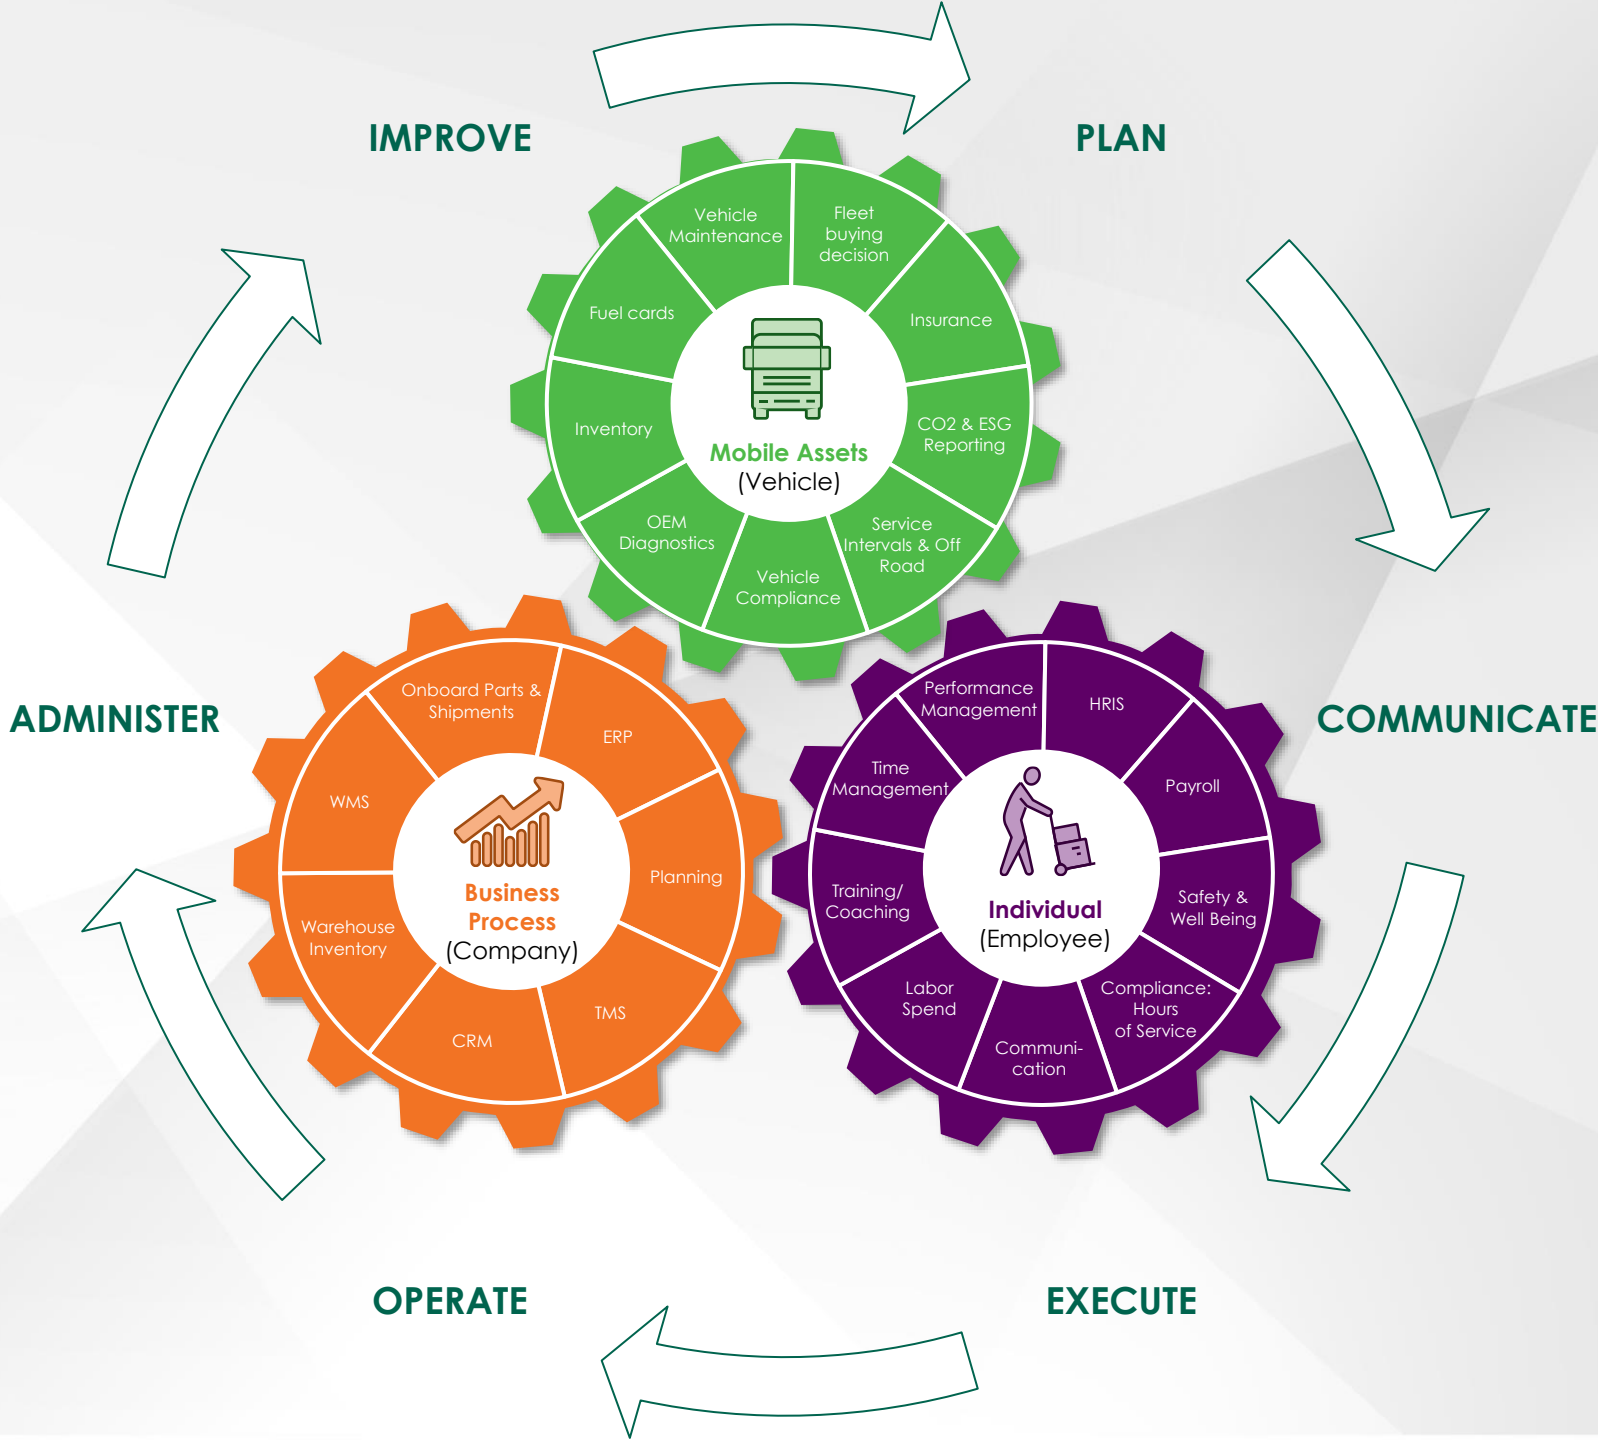 IMPROVE
PLAN
Vehicle
Maintenance
Fleet
buying
decision
Fuel cards
Insurance
Inventory
CO2 & ESG
Reporting
Mobile Assets
(Vehicle)
OEM
Diagnostics
Service
Intervals & Off
Road
Vehicle
Compliance
ADMINISTER
COMMUNICATE
Onboard Parts &
Shipments
ERP
WMS
Planning
Business
Process
(Company)
Warehouse
Inventory
TMS
CRM
Performance
Management
HRIS
Time
Management
Payroll
Training/
Coaching
Safety &
Well Being
Individual
(Employee)
Labor
Spend
Compliance:
Hours
of Service
Communi-
cation
OPERATE
EXECUTE